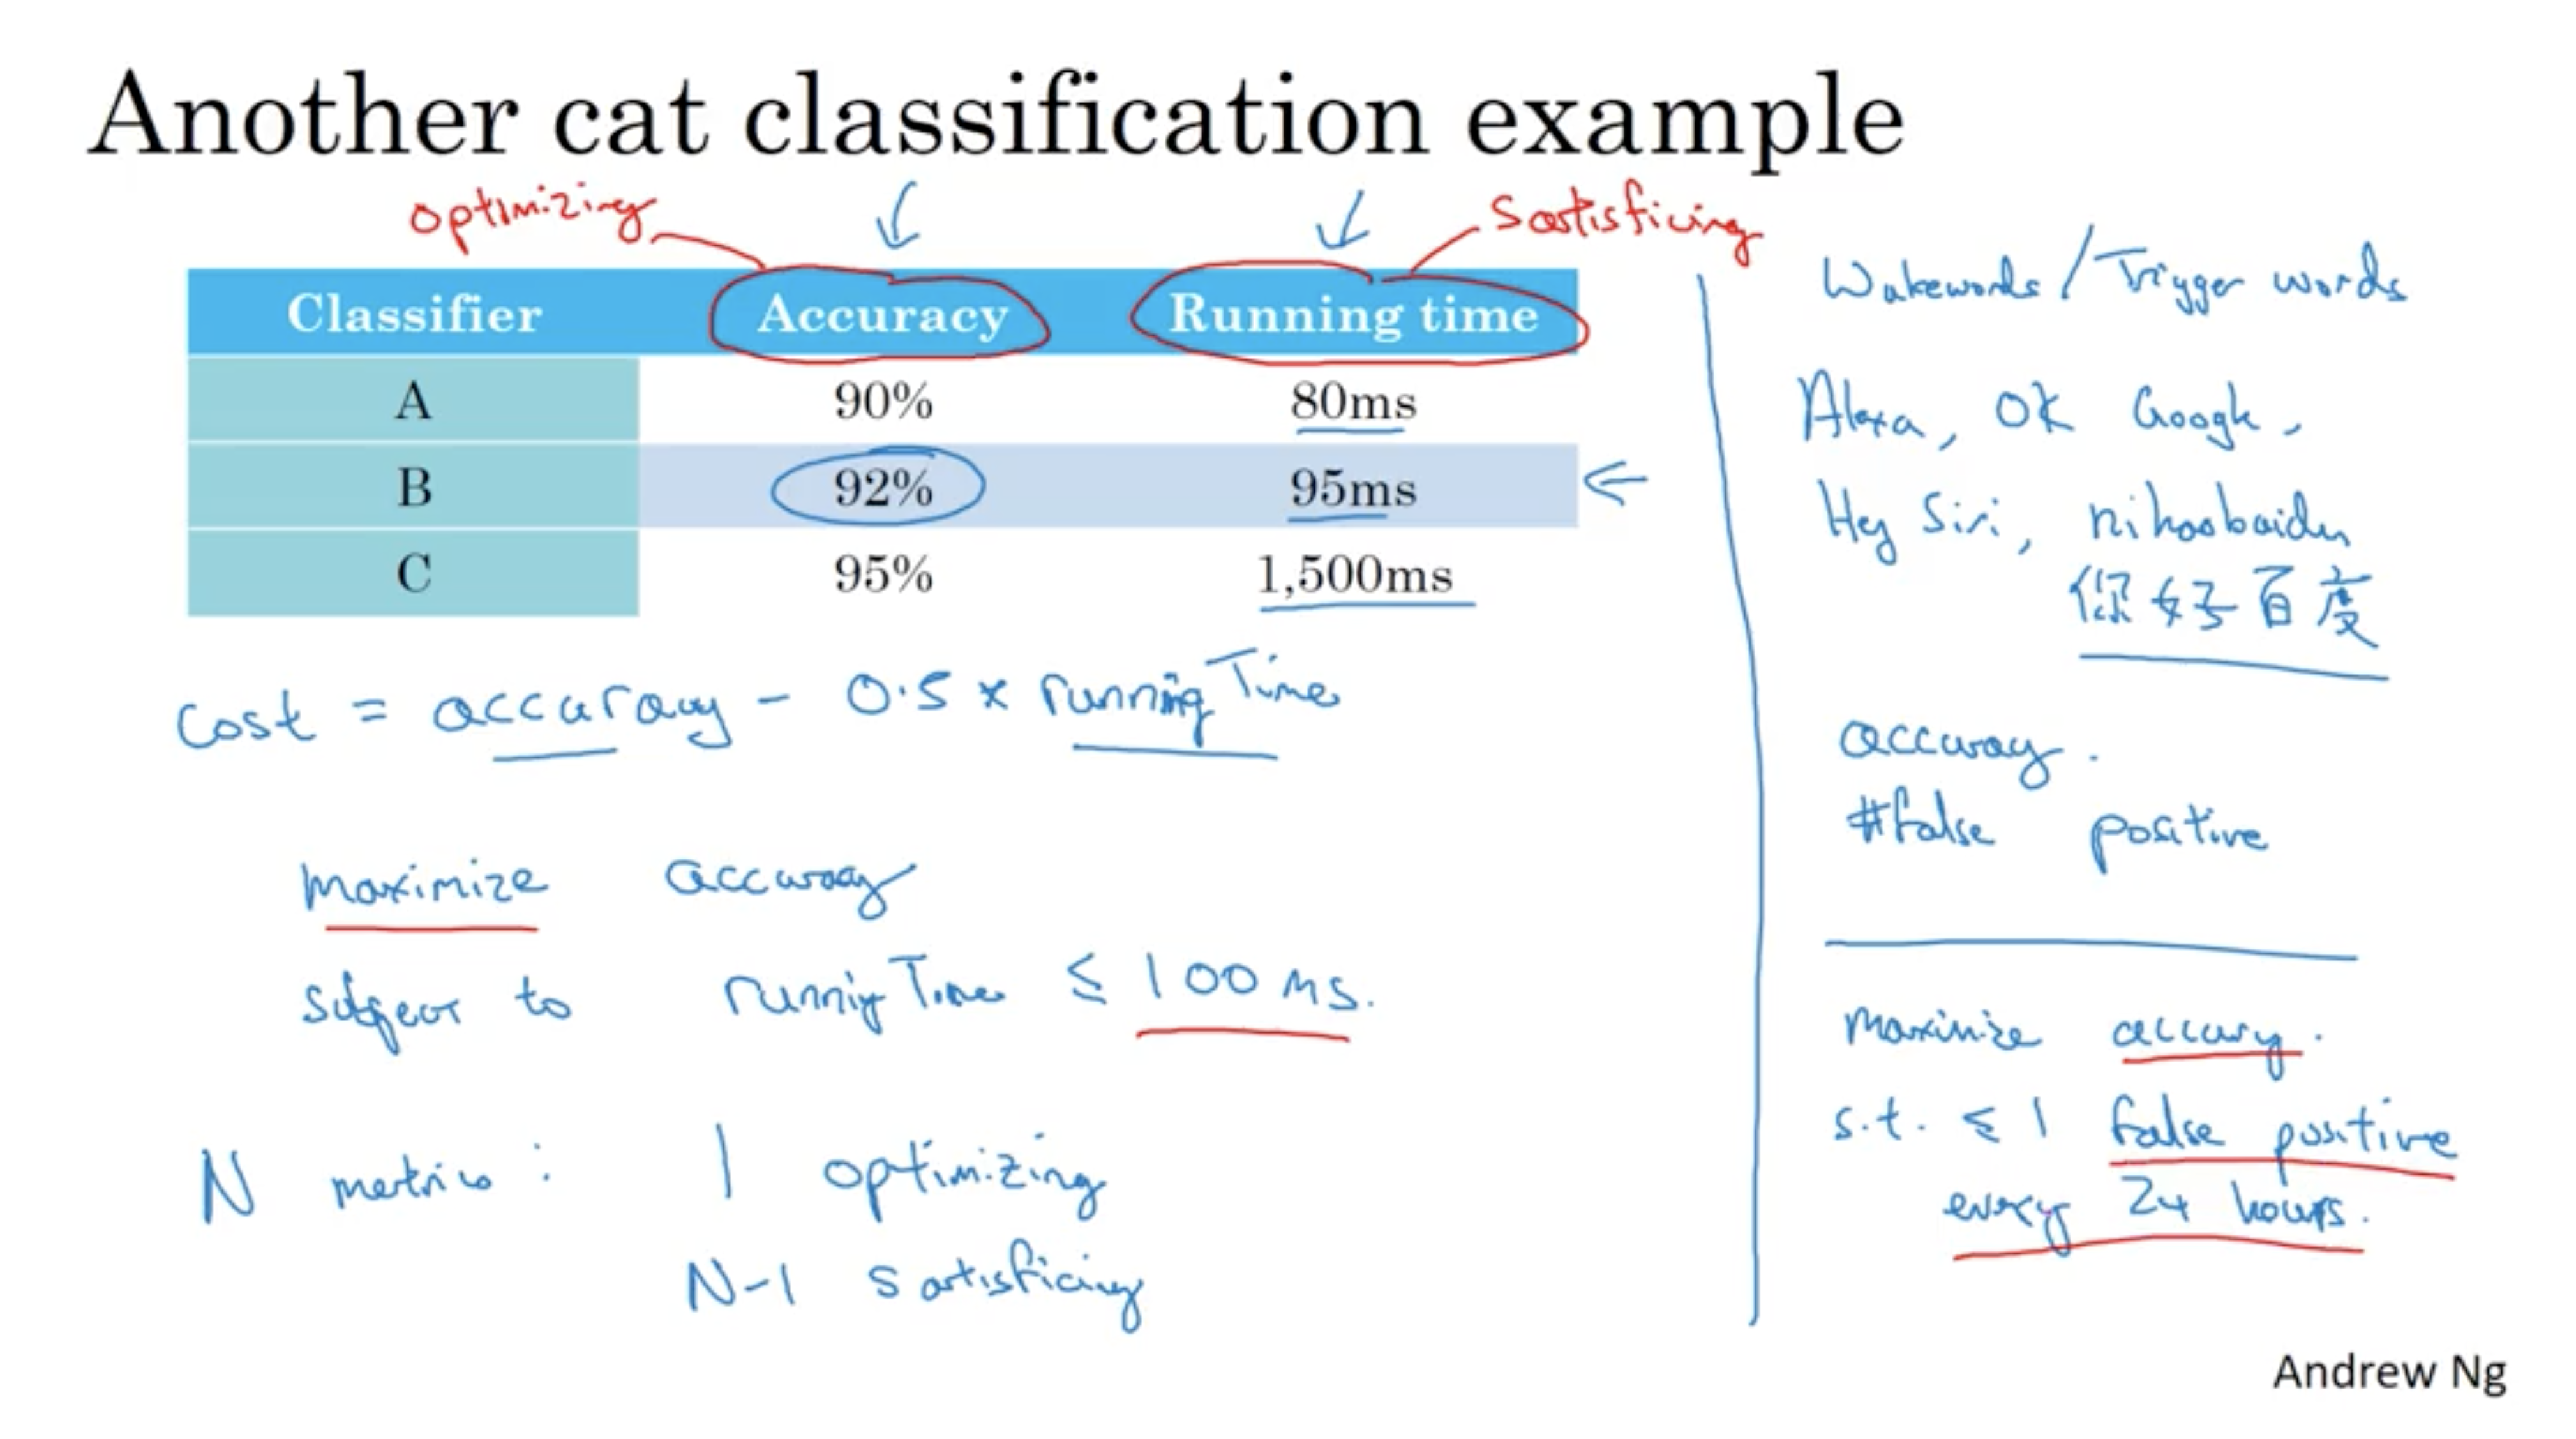 Another cat classification example
optimizing
Satisficing
Classifier Accuracy Running time
A 90% 80ms
B 92% 95ms
C 95% 1,500ms
Cost = accuracy - 0.5 x running Time
maximize accuracy
subject to running Time ≤ 100 ms.
N metrics: 1 optimizing
N-1 satisficing
Wakewords / Trigger words
Alexa, OK Google,
Hey Siri, nihaobaidu
你好百度
accuracy.
#false positive
Maximize accuracy.
s.t. ≤ 1 false positive
every 24 hours.
Andrew Ng